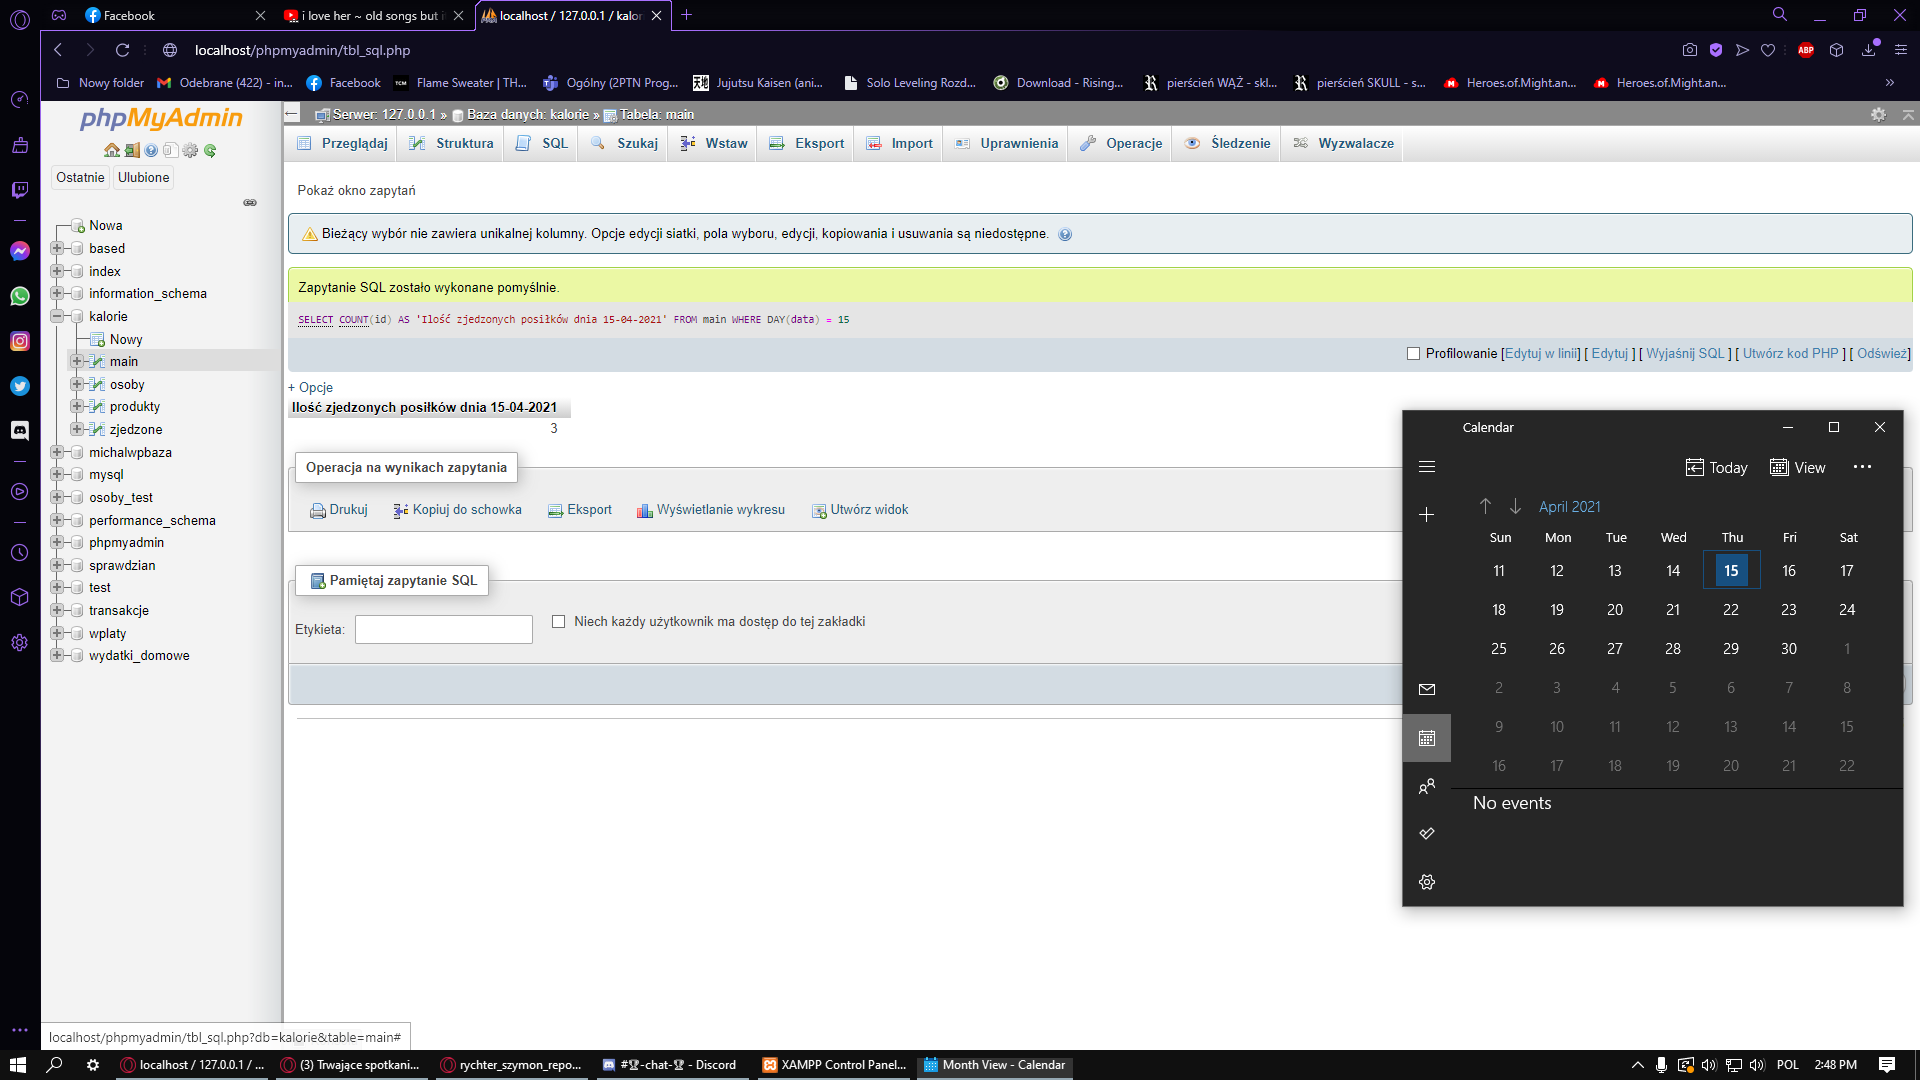 Facebook
i love her ~ old songs but i
localhost / 127.0.0.1 / kalor
localhost/phpmyadmin/tbl_sql.php
ABP
Nowy folder
Odebrane (422) - in...
Facebook
TCM
Flame Sweater | TH...
Ogólny (2PTN Prog...
Jujutsu Kaisen (ani...
Solo Leveling Rozd...
Download - Rising...
pierścień WĄŻ - skl...
pierścień SKULL - s...
Heroes.of.Might.an...
Heroes.of.Might.an...
»
phpMyAdmin
Ostatnie
Ulubione
Nowa
based
index
information_schema
kalorie
Nowy
main
osoby
produkty
zjedzone
michalwpbaza
mysql
osoby_test
performance_schema
phpmyadmin
sprawdzian
test
transakcje
wplaty
wydatki_domowe
Serwer: 127.0.0.1 » Baza danych: kalorie » Tabela: main
Przeglądaj
Struktura
SQL
Szukaj
Wstaw
Eksport
Import
Uprawnienia
Operacje
Śledzenie
Wyzwalacze
Pokaż okno zapytań
Bieżący wybór nie zawiera unikalnej kolumny. Opcje edycji siatki, pola wyboru, edycji, kopiowania i usuwania są niedostępne.
Zapytanie SQL zostało wykonane pomyślnie.
SELECT COUNT(id) AS 'Ilość zjedzonych posiłków dnia 15-04-2021' FROM main WHERE DAY(data) = 15
Profilowanie [Edytuj w linii] [ Edytuj ] [ Wyjaśnij SQL ] [ Utwórz kod PHP ] [ Odśwież]
+ Opcje
Ilość zjedzonych posiłków dnia 15-04-2021
3
Operacja na wynikach zapytania
Drukuj
Kopiuj do schowka
Eksport
Wyświetlanie wykresu
Utwórz widok
Pamiętaj zapytanie SQL
Etykieta:
Niech każdy użytkownik ma dostęp do tej zakładki
Calendar
Today
View
April 2021
Sun Mon Tue Wed Thu Fri Sat
11 12 13 14 15 16 17
18 19 20 21 22 23 24
25 26 27 28 29 30 1
2 3 4 5 6 7 8
9 10 11 12 13 14 15
16 17 18 19 20 21 22
No events
localhost/phpmyadmin/tbl_sql.php?db=kalorie&table=main#
localhost / 127.0.0.1 / ...
(3) Trwające spotkani...
rychter_szymon_repo...
#🏆-chat-🏆 - Discord
XAMPP Control Panel...
Month View - Calendar
POL
2:48 PM